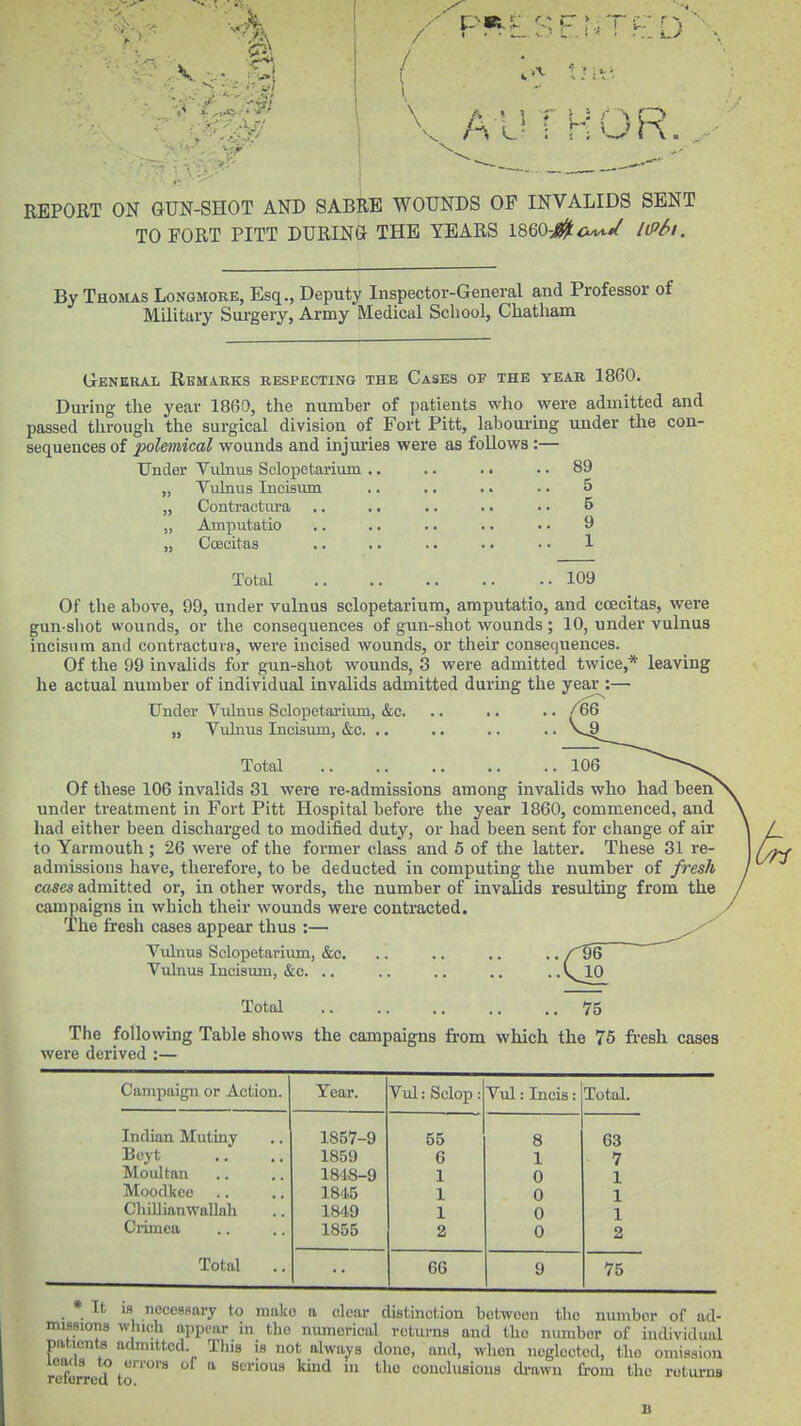 PRESENTED
by the
AUTHOR.
REPORT ON GUN-SHOT AND SABRE WOUNDS OF INVALIDS SENT
TO FORT PITT DURING THE YEARS 1860- and 1861.
By Thomas Longmore, Esq., Deputy Inspector-General and Professor of
Military Surgery, Army Medical School, Chatham
General Remarks respecting the Cases of the year 1860.
During the year 1860, the number of patients who were admitted and
passed through the surgical division of Fort Pitt, labouring under the con-
sequences of polemical wounds and injuries were as follows :—
Under Vulnus Sclopetarium .. .. .. .. 89
„ Vulnus Incisum .. .. .. .. 5
„ Contractura .. .. .. .. .. 5
„ Amputatio .. .. .. .. .. 9
„ Cœcitas .. .. .. .. .. 1
Total .. .. .. .. .. 109
Of the above, 99, under vulnus sclopetarium, amputatio, and cœcitas, were
gun-shot wounds, or the consequences of gun-shot wounds ; 10, under vulnus
incisum and contractura, were incised wounds, or their consequences.
Of the 99 invalids for gun-shot wounds, 3 were admitted twice,* leaving
he actual number of individual invalids admitted during the year :—
Under Vulnus Sclopetarium, &c. .. .. .. 66
„ Vulnus Incisum, &c. .. .. .. .. 9
Total .. .. .. .. .. 106
Of these 106 invalids 31 were re-admissions among invalids who had been
under treatment in Fort Pitt Hospital before the year 1860, commenced, and
had either been discharged to modified duty, or had been sent for change of air
to Yarmouth ; 26 were of the former class and 5 of the latter. These 31 re-
admissions have, therefore, to be deducted in computing the number of fresh
cases admitted or, in other words, the number of invalids resulting from the
campaigns in which their wounds were contracted.
The fresh cases appear thus :—
Vulnus Sclopetarium, &c. .. .. .. .. 96
Vulnus Incisum, &c. .. .. .. .. .. 10
Total .. .. .. .. .. 75
The following Table shows the campaigns from which the 75 fresh cases
were derived :—
Campaign or Action. Year. Vul: Sclop: Vul: Incis: Total.
Indian Mutiny .. 1857-9 55 8 63
Beyt .. .. 1859 6 1 7
Moultan .. .. 1848-9 1 0 1
Moodkee .. .. 1845 1 0 1
Chillianwallah .. 1849 1 0 1
Crimea .. .. 1855 2 0 2
Total .. .. 66 9 75
* It is necessary to make a clear distinction between the number of ad-
missions which appear in the numerical returns and the number of individual
patients admitted. This is not always done, and, when neglected, the omission
leads to errors of a serious kind in the conclusions drawn from the returns
referred to.
B